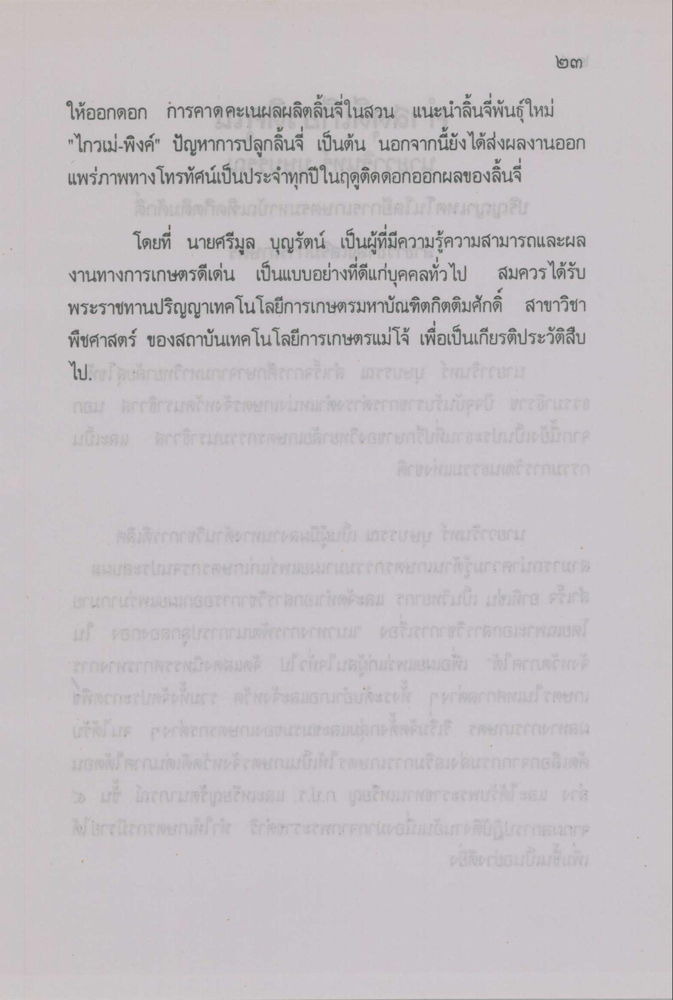 ๒๓
ให้ออกดอก การคาดคะเนผลผลิตลิ้นจี่ในสวน แนะนำลิ้นจี่พันธุ์ใหม่
"ไกวเม่-พิงค์" ปัญหาการปลูกลิ้นจี่ เป็นต้น นอกจากนี้ยังได้ส่งผลงานออก
แพร่ภาพทางโทรทัศน์เป็นประจำทุกปีในฤดูติดดอกออกผลของลิ้นจี่
โดยที่ นายศรีมูล บุญรัตน์ เป็นผู้ที่มีความรู้ความสามารถและผล
งานทางการเกษตรดีเด่น เป็นแบบอย่างที่ดีแก่บุคคลทั่วไป สมควรได้รับ
พระราชทานปริญญาเทคโนโลยีการเกษตรมหาบัณฑิตกิตติมศักดิ์ สาขาวิชา
พืชศาสตร์ ของสถาบันเทคโนโลยีการเกษตรแม่โจ้ เพื่อเป็นเกียรติประวัติสืบ
ไป.